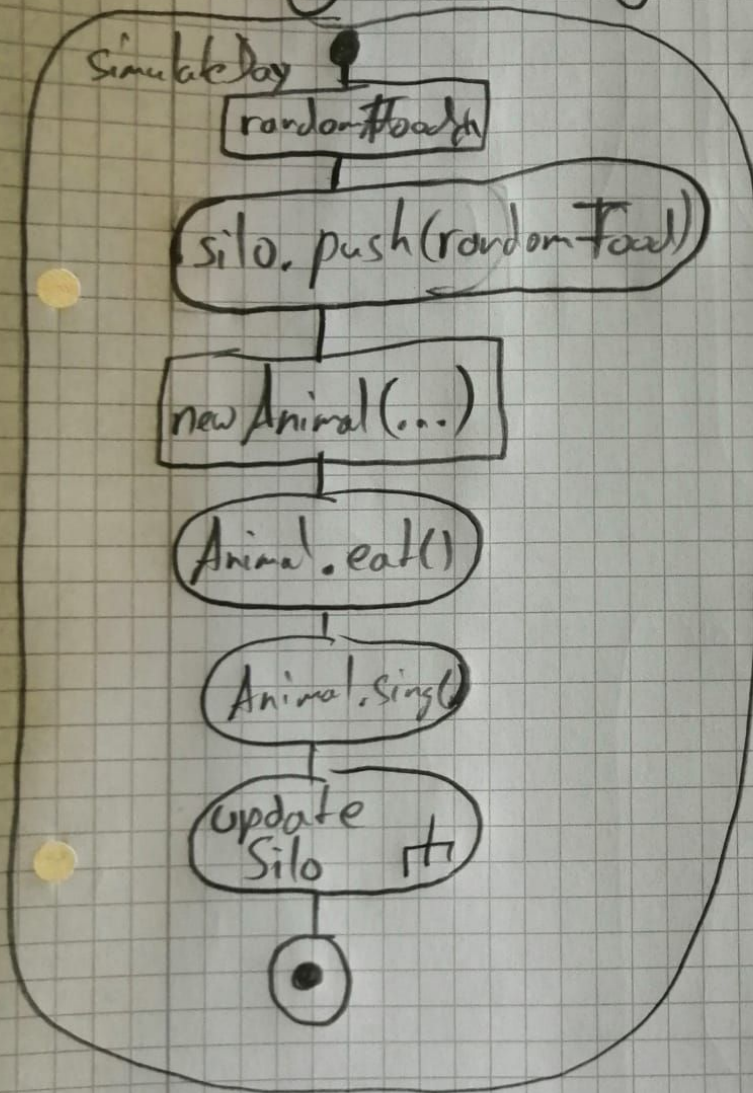 simulateDay
randomFood
silo.push(randomFood)
new Animal(...)
Animal.eat()
Animal.sing()
update
Silo